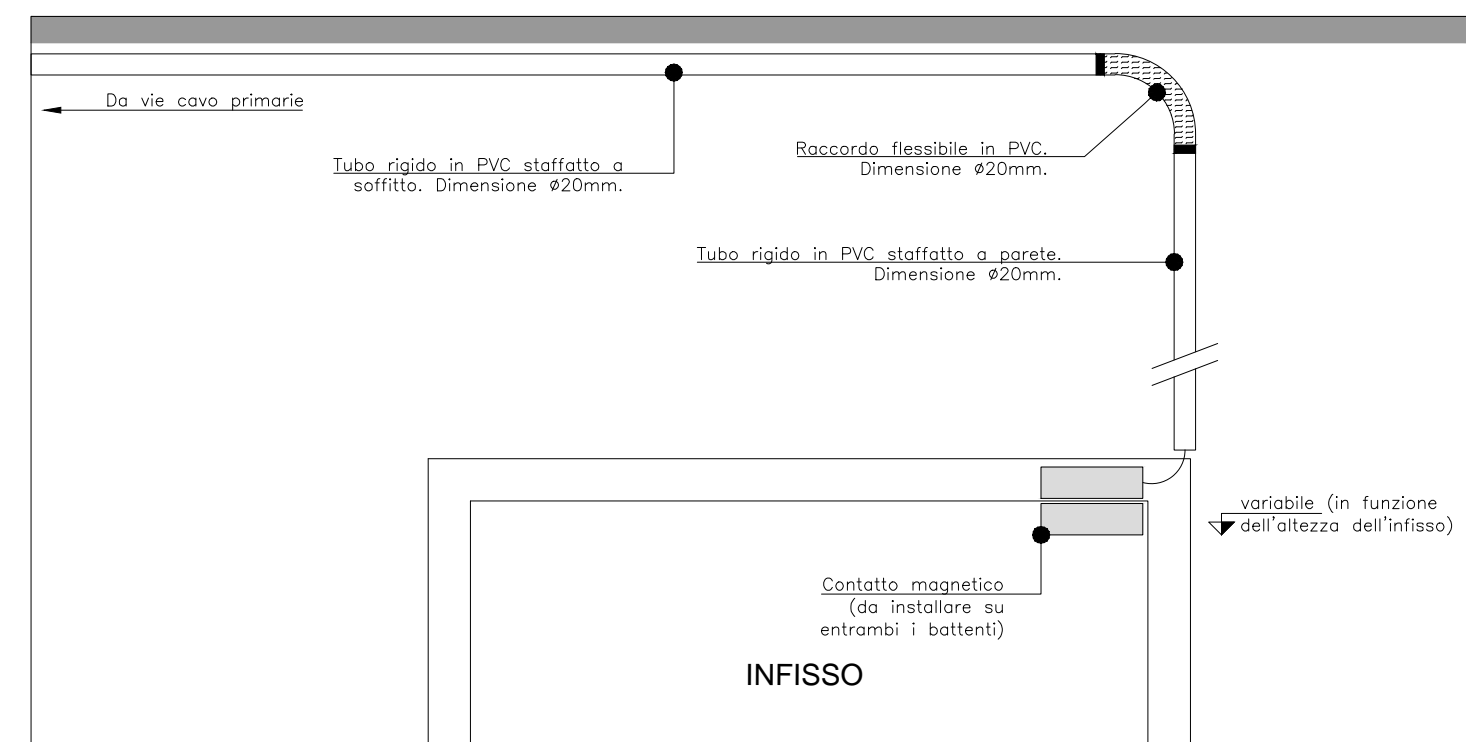 Da vie cavo primarie
Tubo rigido in PVC staffatto a
soffitto. Dimensione ø20mm.
Raccordo flessibile in PVC.
Dimensione ø20mm.
Tubo rigido in PVC staffatto a parete.
Dimensione ø20mm.
variabile (in funzione
dell'altezza dell'infisso)
Contatto magnetico
(da installare su
entrambi i battenti)
INFISSO